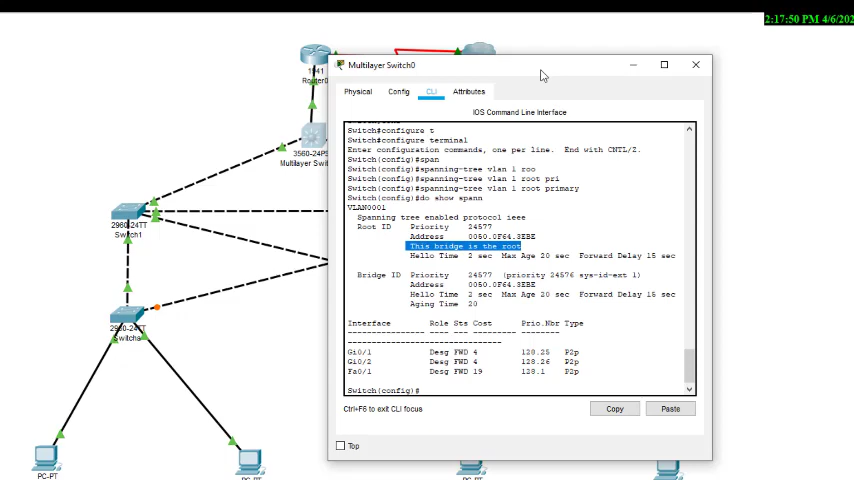 2:17:50 PM 4/6/202
1941
Router0
Multilayer Switch0
Physical
Config
CLI
Attributes
IOS Command Line Interface
Switch#configure t
Switch#configure terminal
Enter configuration commands, one per line. End with CNTL/Z.
Switch(config)#span
Switch(config)#spanning-tree vlan 1 roo
Switch(config)#spanning-tree vlan 1 root pri
Switch(config)#spanning-tree vlan 1 root primary
Switch(config)#do show spann
VLAN0001
Spanning tree enabled protocol ieee
Root ID Priority 24577
Address 0050.0F64.3EBE
This bridge is the root
Hello Time 2 sec Max Age 20 sec Forward Delay 15 sec
Bridge ID Priority 24577 (priority 24576 sys-id-ext 1)
Address 0050.0F64.3EBE
Hello Time 2 sec Max Age 20 sec Forward Delay 15 sec
Aging Time 20
Interface Role Sts Cost Prio.Nbr Type
---------------- ---- --- --------- -------- --------------------------------
Gi0/1 Desg FWD 4 128.25 P2p
Gi0/2 Desg FWD 4 128.26 P2p
Fa0/1 Desg FWD 19 128.1 P2p
Switch(config)#
Ctrl+F6 to exit CLI focus
Copy
Paste
Top
3560-24PS
Multilayer Swit
2960-24TT
Switch1
2960-24TT
Switcha
PC-PT
PC-PT
PC-PT
PC-PT